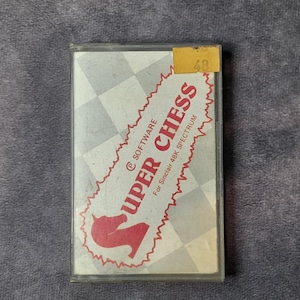 48
CP SOFTWARE
SUPER CHESS
For Sinclair 48K SPECTRUM